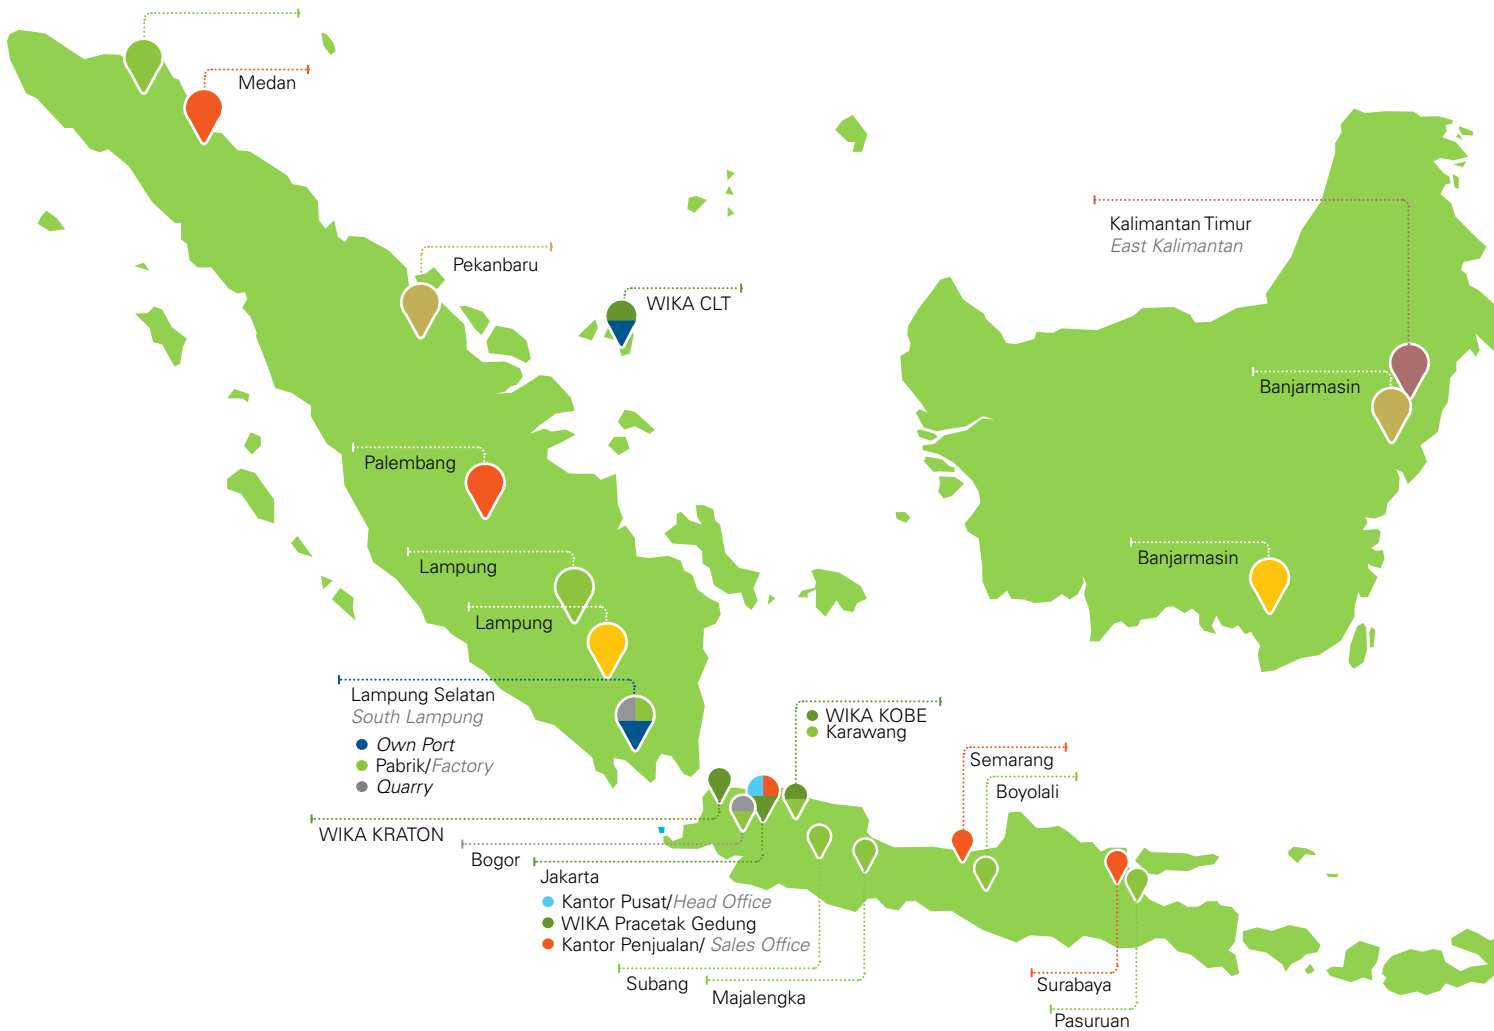 Medan
Kalimantan Timur
East Kalimantan
Pekanbaru
WIKA CLT
Banjarmasin
Palembang
Banjarmasin
Lampung
Lampung
Lampung Selatan
South Lampung
Own Port
Pabrik/Factory
Quarry
WIKA KOBE
Karawang
Semarang
Boyolali
WIKA KRATON
Bogor
Jakarta
Kantor Pusat/Head Office
WIKA Pracetak Gedung
Kantor Penjualan/ Sales Office
Subang
Majalengka
Surabaya
Pasuruan